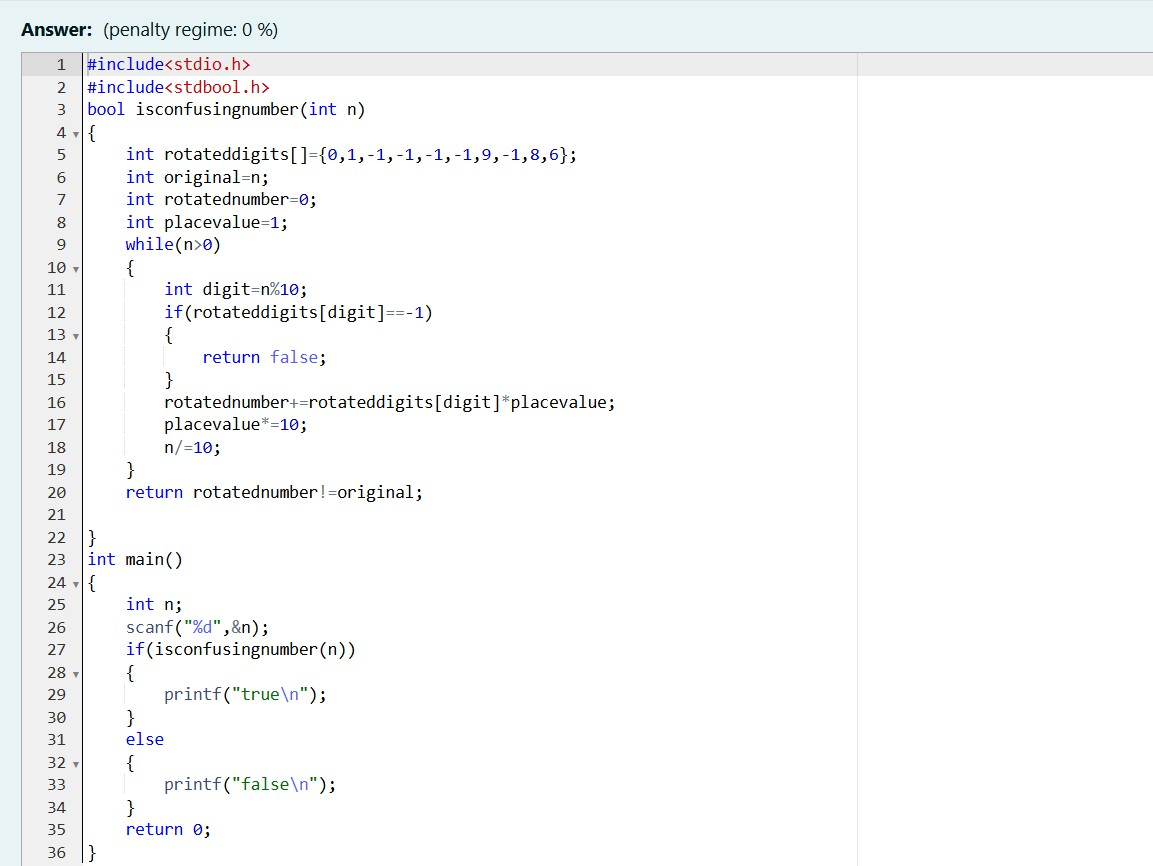 Answer: (penalty regime: 0 %)
1 #include<stdio.h>
2 #include<stdbool.h>
3 bool isconfusingnumber(int n)
4 {
5     int rotateddigits[]={0,1,-1,-1,-1,-1,9,-1,8,6};
6     int original=n;
7     int rotatednumber=0;
8     int placevalue=1;
9     while(n>0)
10     {
11         int digit=n%10;
12         if(rotateddigits[digit]==-1)
13         {
14             return false;
15         }
16         rotatednumber+=rotateddigits[digit]*placevalue;
17         placevalue*=10;
18         n/=10;
19     }
20     return rotatednumber!=original;
21
22 }
23 int main()
24 {
25     int n;
26     scanf("%d",&n);
27     if(isconfusingnumber(n))
28     {
29         printf("true\n");
30     }
31     else
32     {
33         printf("false\n");
34     }
35     return 0;
36 }